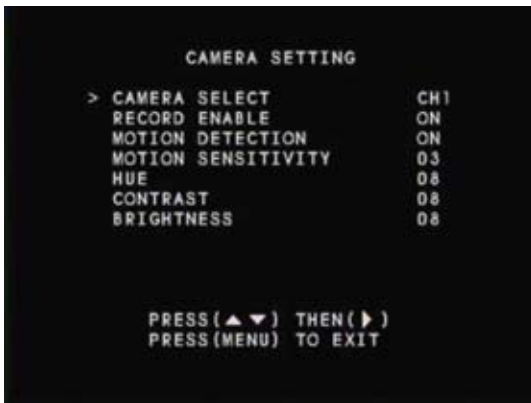 CAMERA SETTING
> CAMERA SELECT CH1
RECORD ENABLE ON
MOTION DETECTION ON
MOTION SENSITIVITY 03
HUE 08
CONTRAST 08
BRIGHTNESS 08
PRESS(▲ ▼) THEN(▶)
PRESS(MENU) TO EXIT